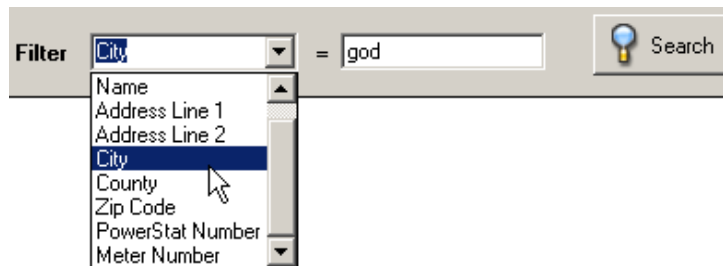 Filter City = god Search
Name
Address Line 1
Address Line 2
City
County
Zip Code
PowerStat Number
Meter Number